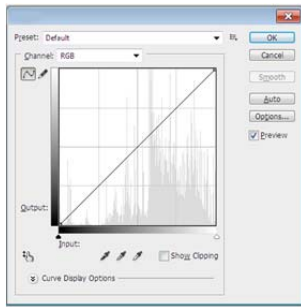 Preset: Default
OK
Channel: RGB
Cancel
Smooth
Auto
Options...
Preview
Output:
Input:
Show Clipping
Curve Display Options